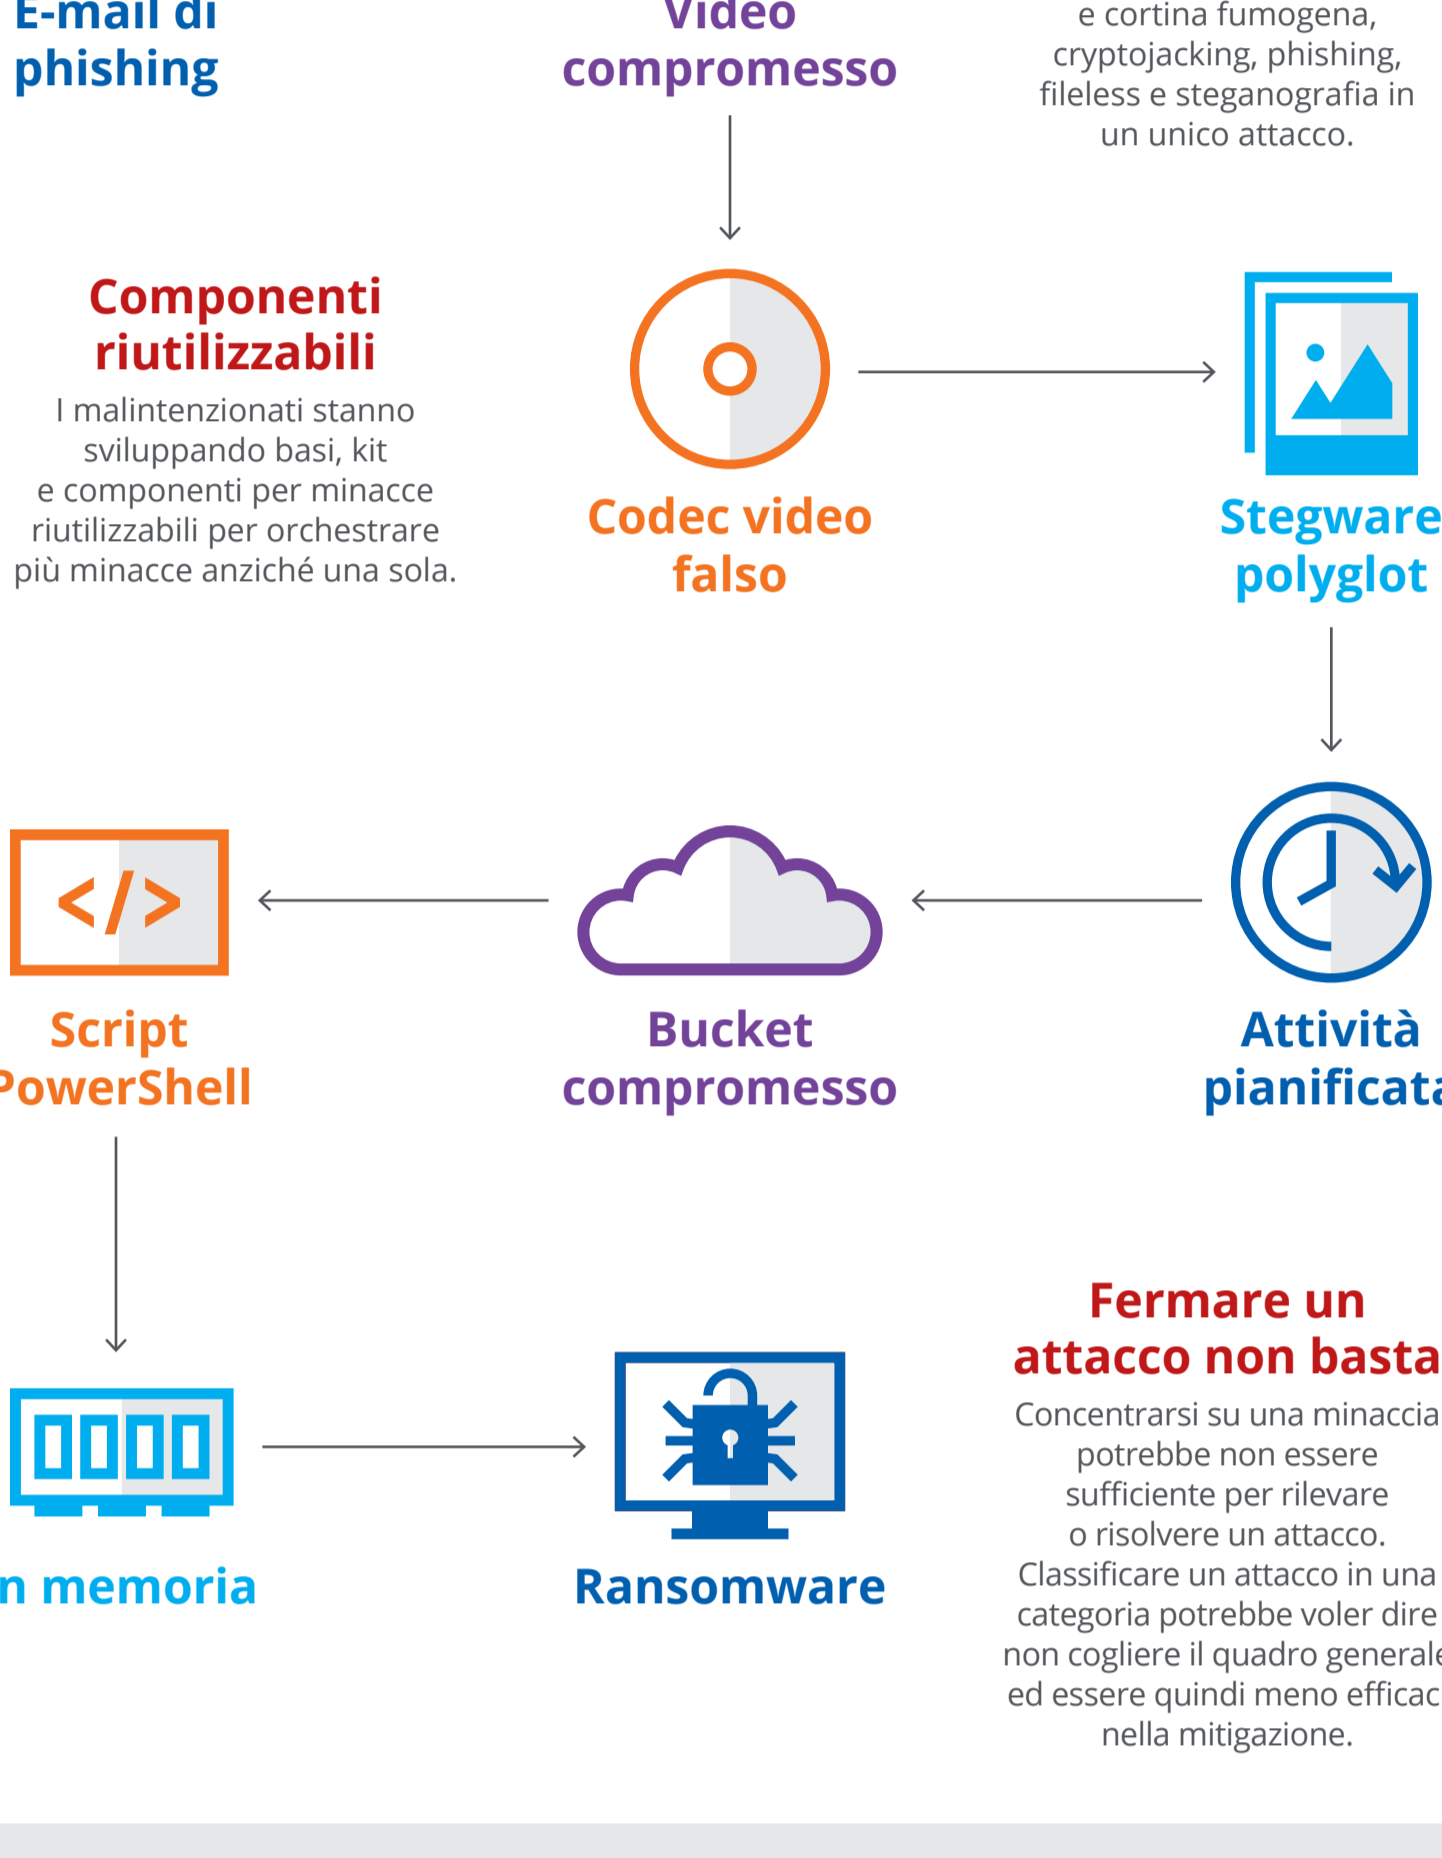 E-mail di
phishing
Video
compromesso
e cortina fumogena,
cryptojacking, phishing,
fileless e steganografia in
un unico attacco.
Componenti
riutilizzabili
I malintenzionati stanno
sviluppando basi, kit
e componenti per minacce
riutilizzabili per orchestrare
più minacce anziché una sola.
Codec video
falso
Stegware
polyglot
</>
Script
PowerShell
Bucket
compromesso
Attività
pianificata
n memoria
Ransomware
Fermare un
attacco non basta
Concentrarsi su una minaccia
potrebbe non essere
sufficiente per rilevare
o risolvere un attacco.
Classificare un attacco in una
categoria potrebbe voler dire
non cogliere il quadro generale
ed essere quindi meno efficac
nella mitigazione.